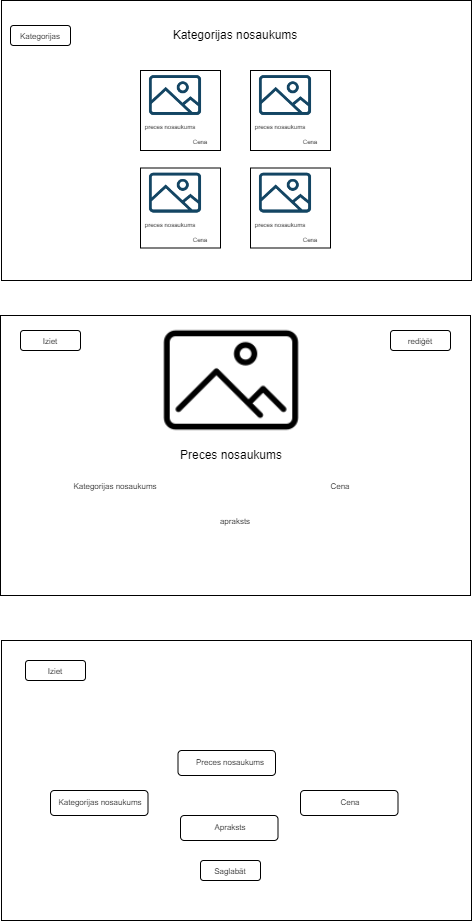 Kategorijas
Kategorijas nosaukums
preces nosaukums
Cena
preces nosaukums
Cena
preces nosaukums
Cena
preces nosaukums
Cena
Iziet
rediģēt
Preces nosaukums
Kategorijas nosaukums
Cena
apraksts
Iziet
Preces nosaukums
Kategorijas nosaukums
Cena
Apraksts
Saglabāt